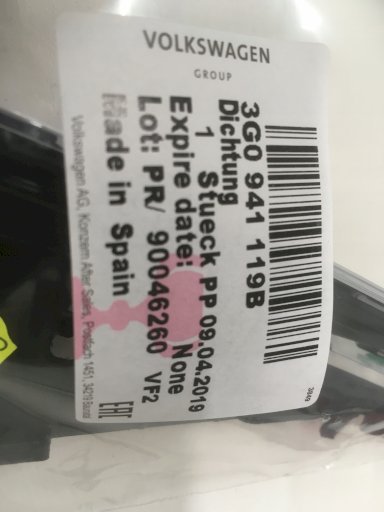 VOLKSWAGEN
GROUP
3G0 941 119B
Dichtung
1 Stueck PP 09.04.2019
Expire date: None
Lot: PR/ 90046260 VF2
Made in Spain
Volkswagen AG, Konzern After Sales, Postfach 1451, 34219 Baunatal
EAC